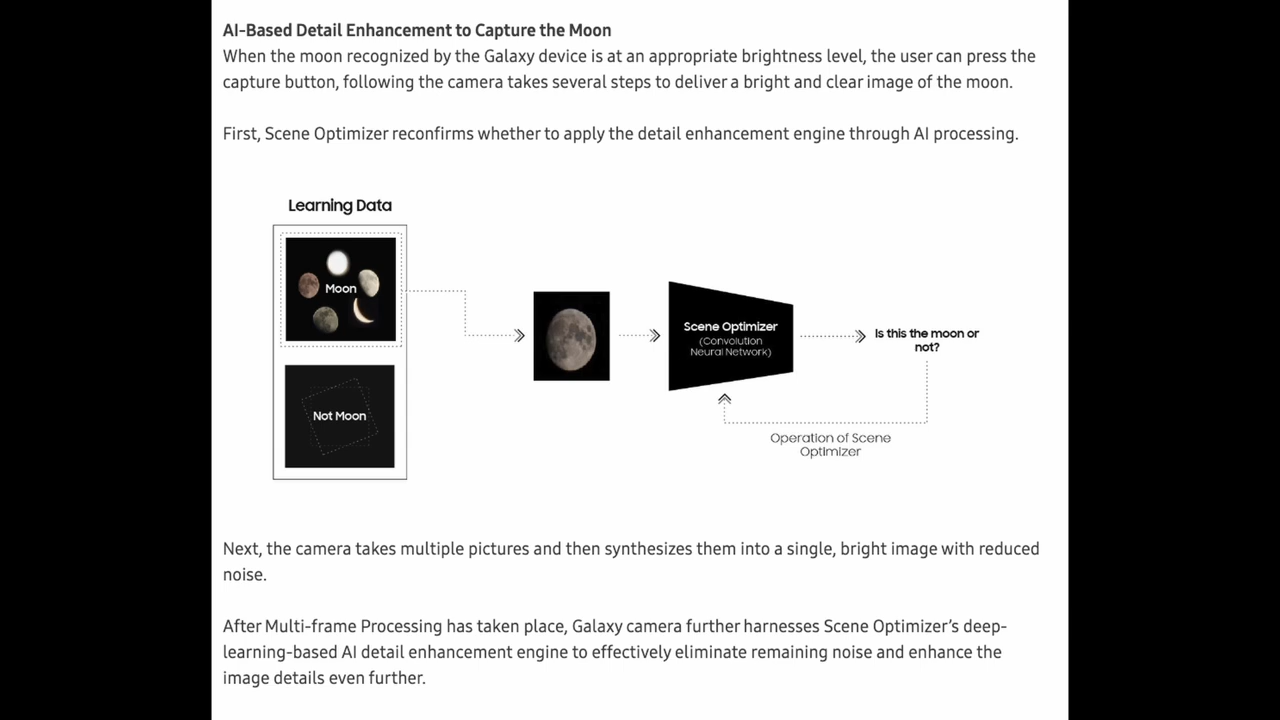 AI-Based Detail Enhancement to Capture the Moon
When the moon recognized by the Galaxy device is at an appropriate brightness level, the user can press the
capture button, following the camera takes several steps to deliver a bright and clear image of the moon.
First, Scene Optimizer reconfirms whether to apply the detail enhancement engine through AI processing.
Learning Data
Moon
Not Moon
Scene Optimizer
(Convolution
Neural Network)
Is this the moon or
not?
Operation of Scene
Optimizer
Next, the camera takes multiple pictures and then synthesizes them into a single, bright image with reduced
noise.
After Multi-frame Processing has taken place, Galaxy camera further harnesses Scene Optimizer’s deep-
learning-based AI detail enhancement engine to effectively eliminate remaining noise and enhance the
image details even further.